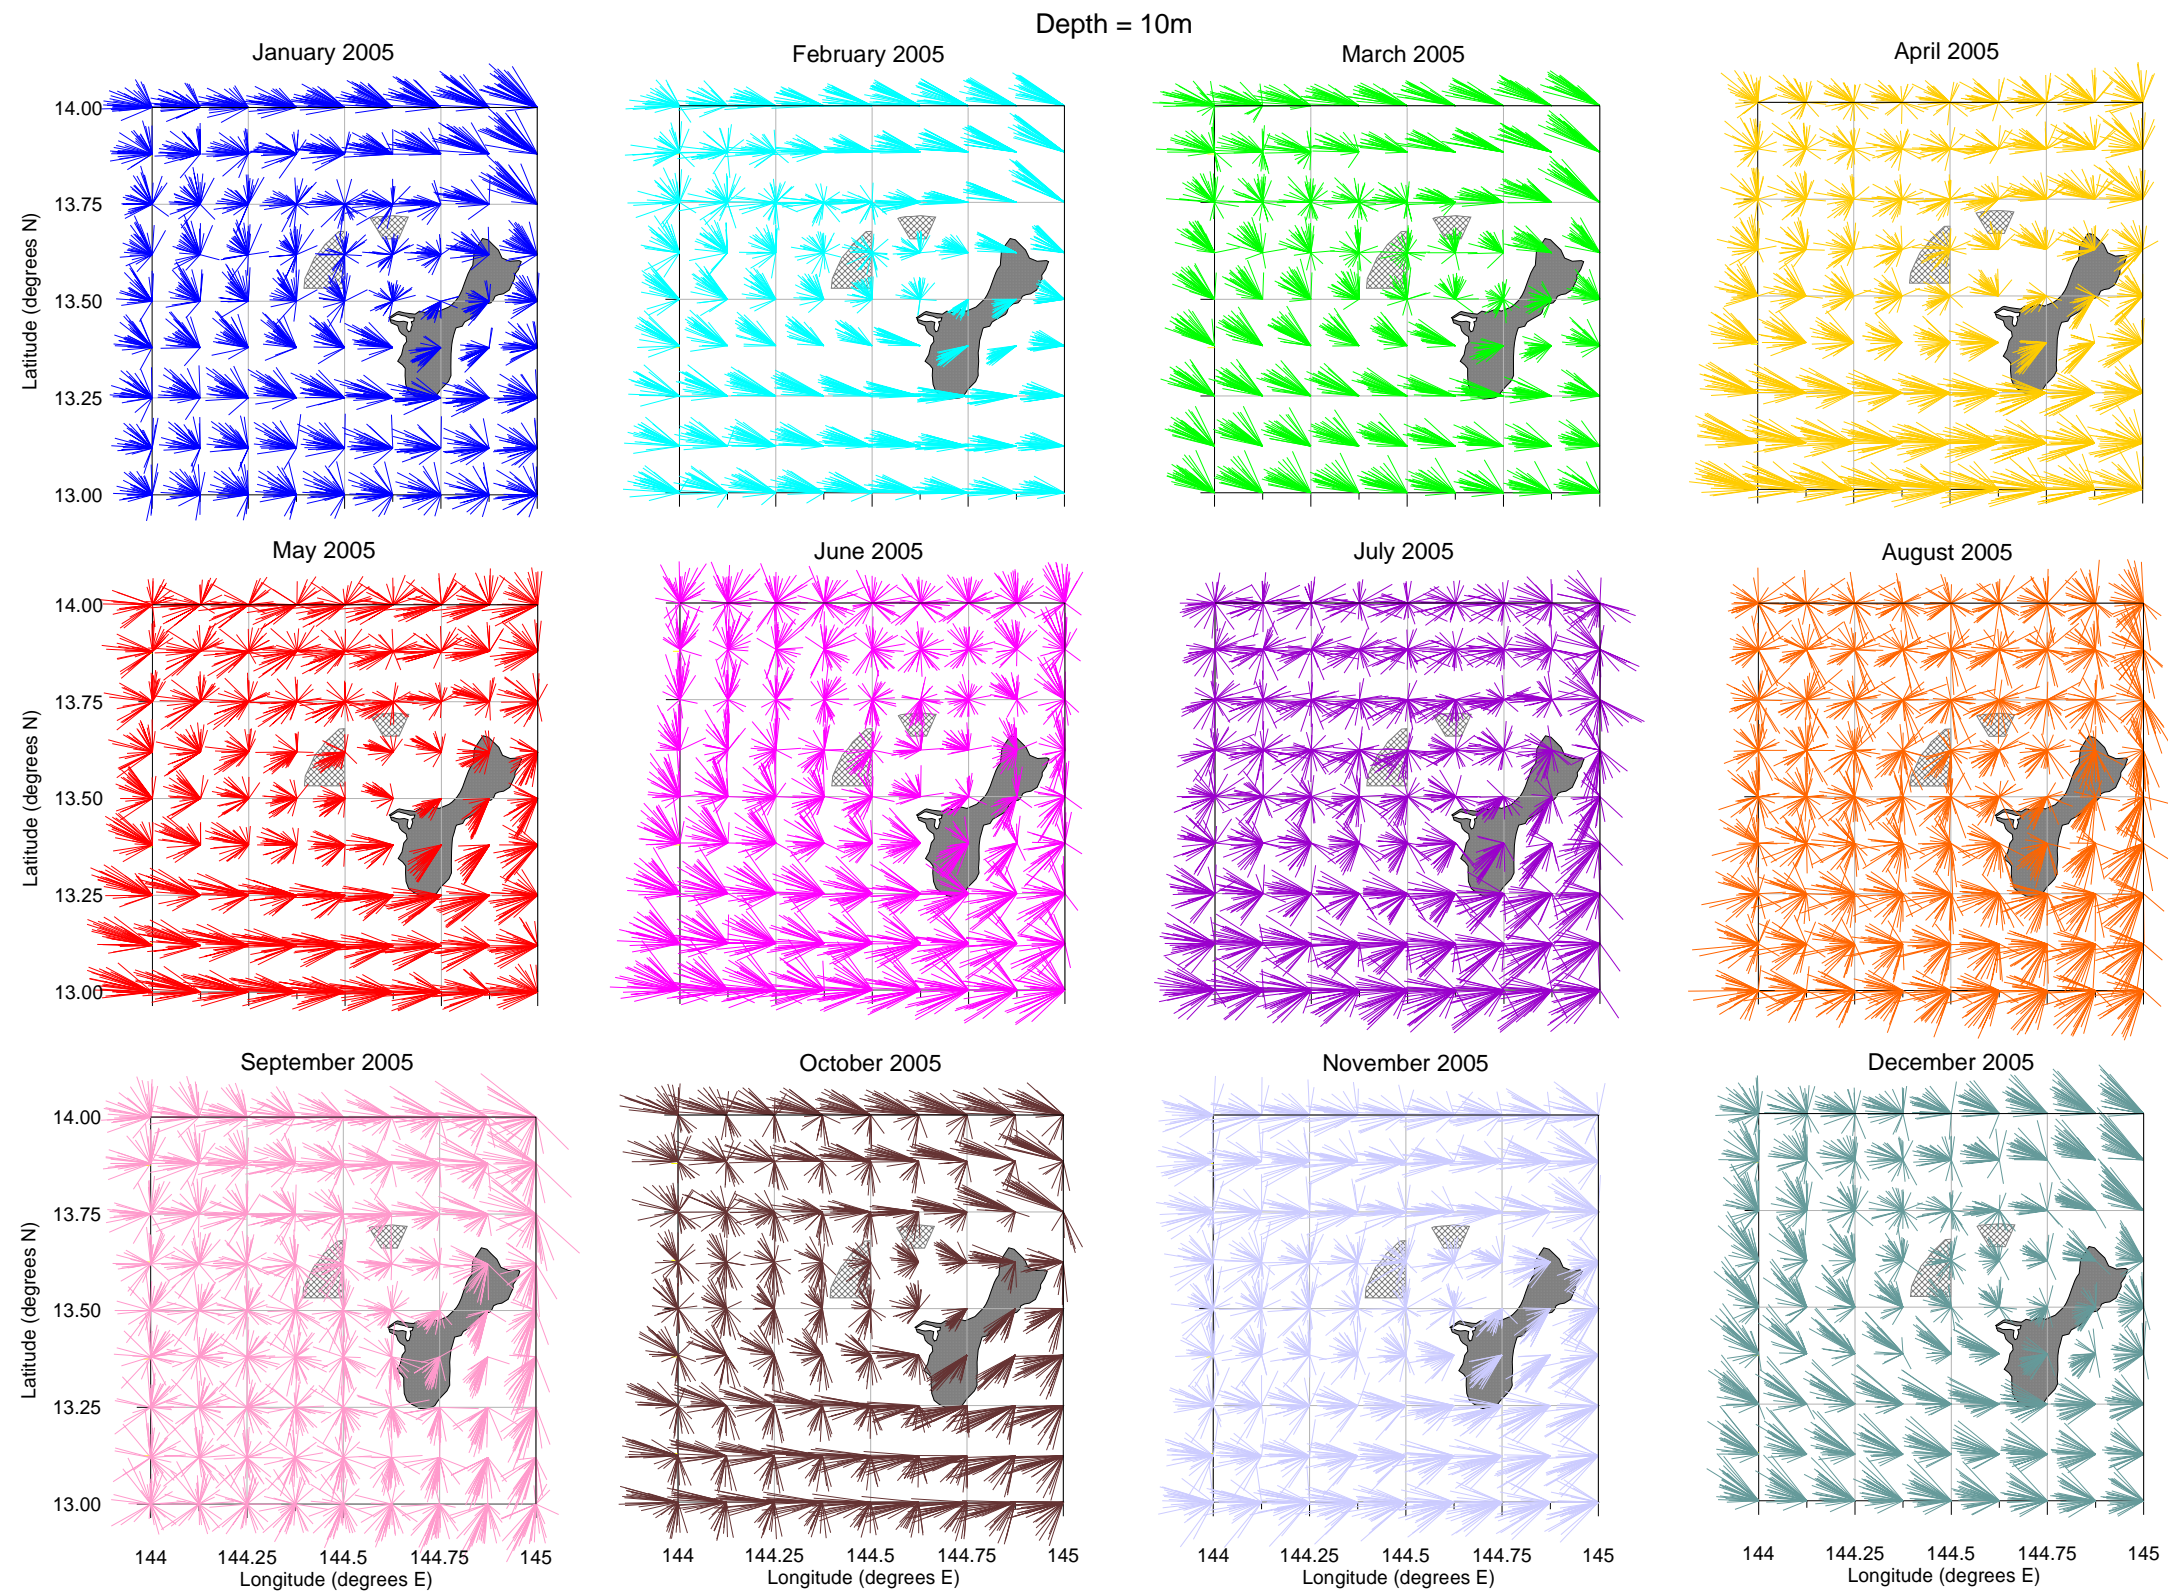 Depth = 10m
January 2005
February 2005
March 2005
April 2005
14.00
13.75
13.50
13.25
13.00
Latitude (degrees N)
May 2005
June 2005
July 2005
August 2005
14.00
13.75
13.50
13.25
13.00
Latitude (degrees N)
September 2005
October 2005
November 2005
December 2005
14.00
13.75
13.50
13.25
13.00
Latitude (degrees N)
144 144.25 144.5 144.75 145
Longitude (degrees E)
144 144.25 144.5 144.75 145
Longitude (degrees E)
144 144.25 144.5 144.75 145
Longitude (degrees E)
144 144.25 144.5 144.75 145
Longitude (degrees E)